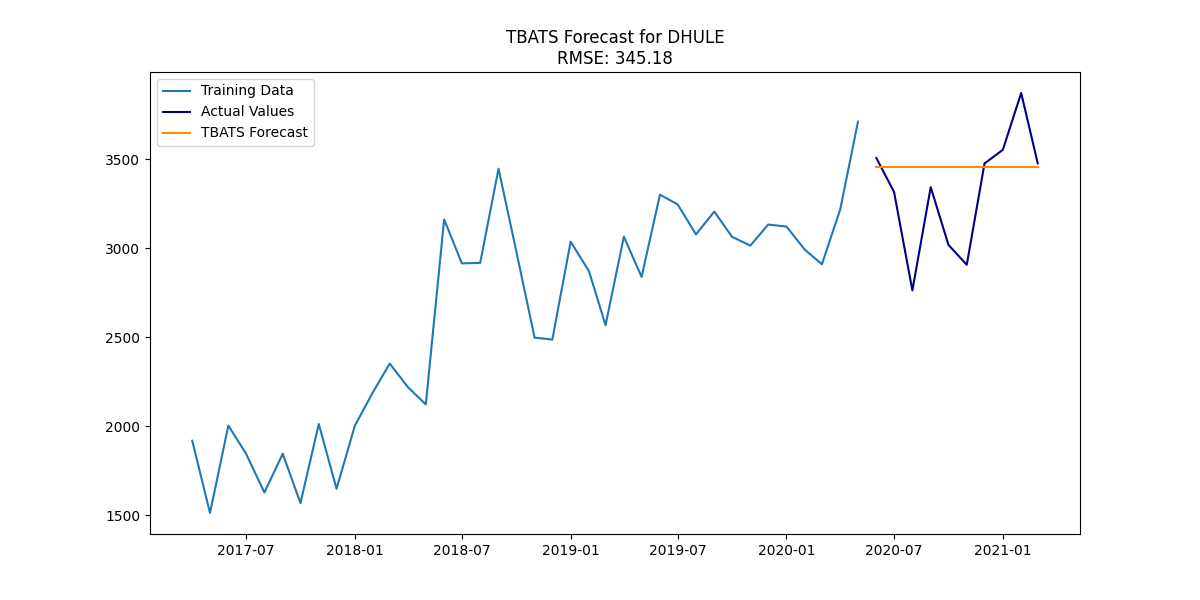 TBATS Forecast for DHULE
RMSE: 345.18
Training Data
Actual Values
TBATS Forecast
3500
3000
2500
2000
1500
2017-07
2018-01
2018-07
2019-01
2019-07
2020-01
2020-07
2021-01